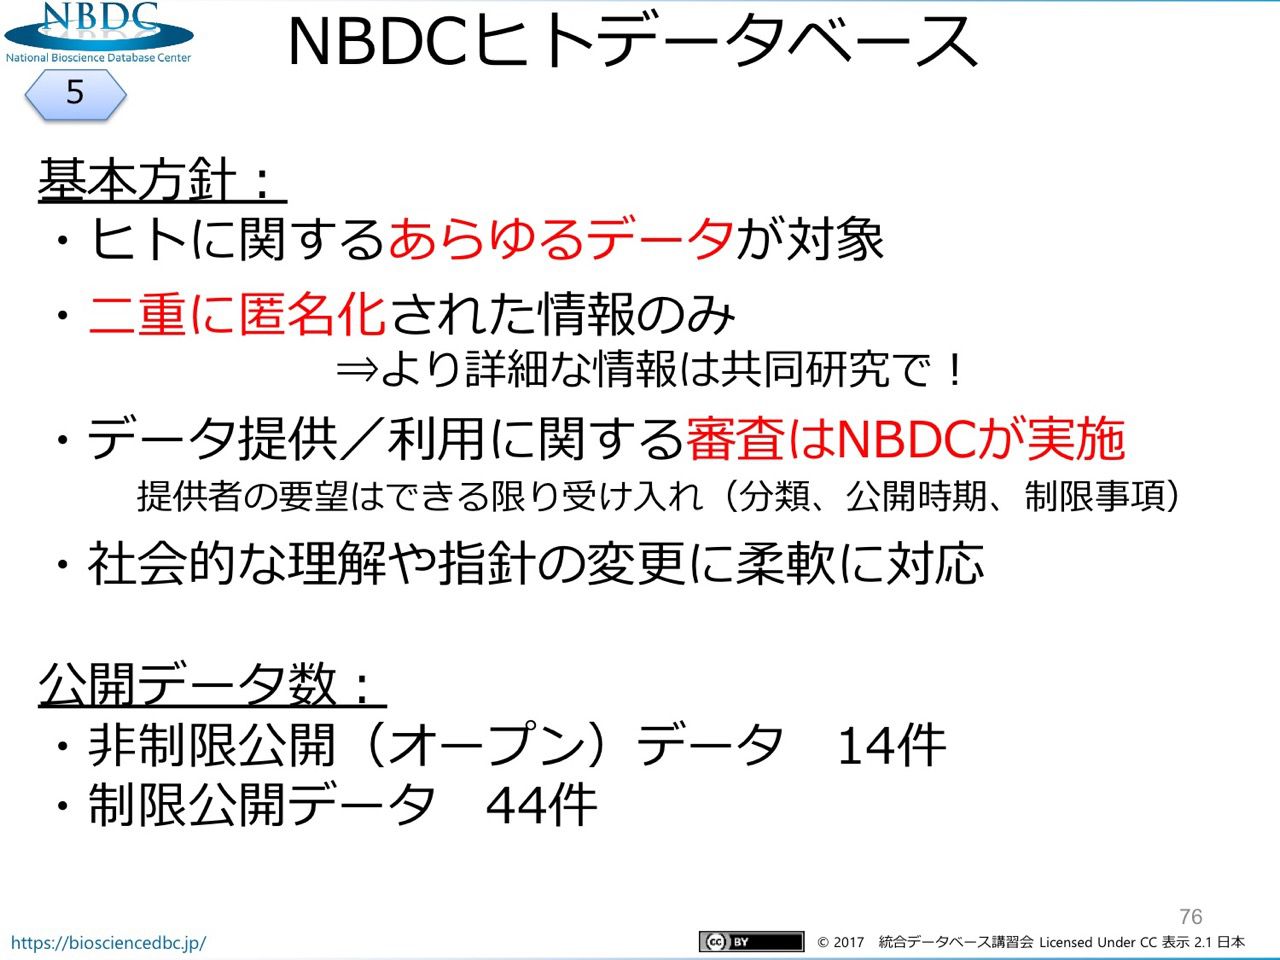 NBDC
National Bioscience Database Center
NBDCヒトデータベース
5
基本方針：
・ヒトに関するあらゆるデータが対象
・二重に匿名化された情報のみ
⇒より詳細な情報は共同研究で！
・データ提供／利用に関する審査はNBDCが実施
提供者の要望はできる限り受け入れ（分類、公開時期、制限事項）
・社会的な理解や指針の変更に柔軟に対応
公開データ数：
・非制限公開（オープン）データ　14件
・制限公開データ　44件
76
https://biosciencedbc.jp/
cc BY
© 2017　統合データベース講習会 Licensed Under CC 表示 2.1 日本